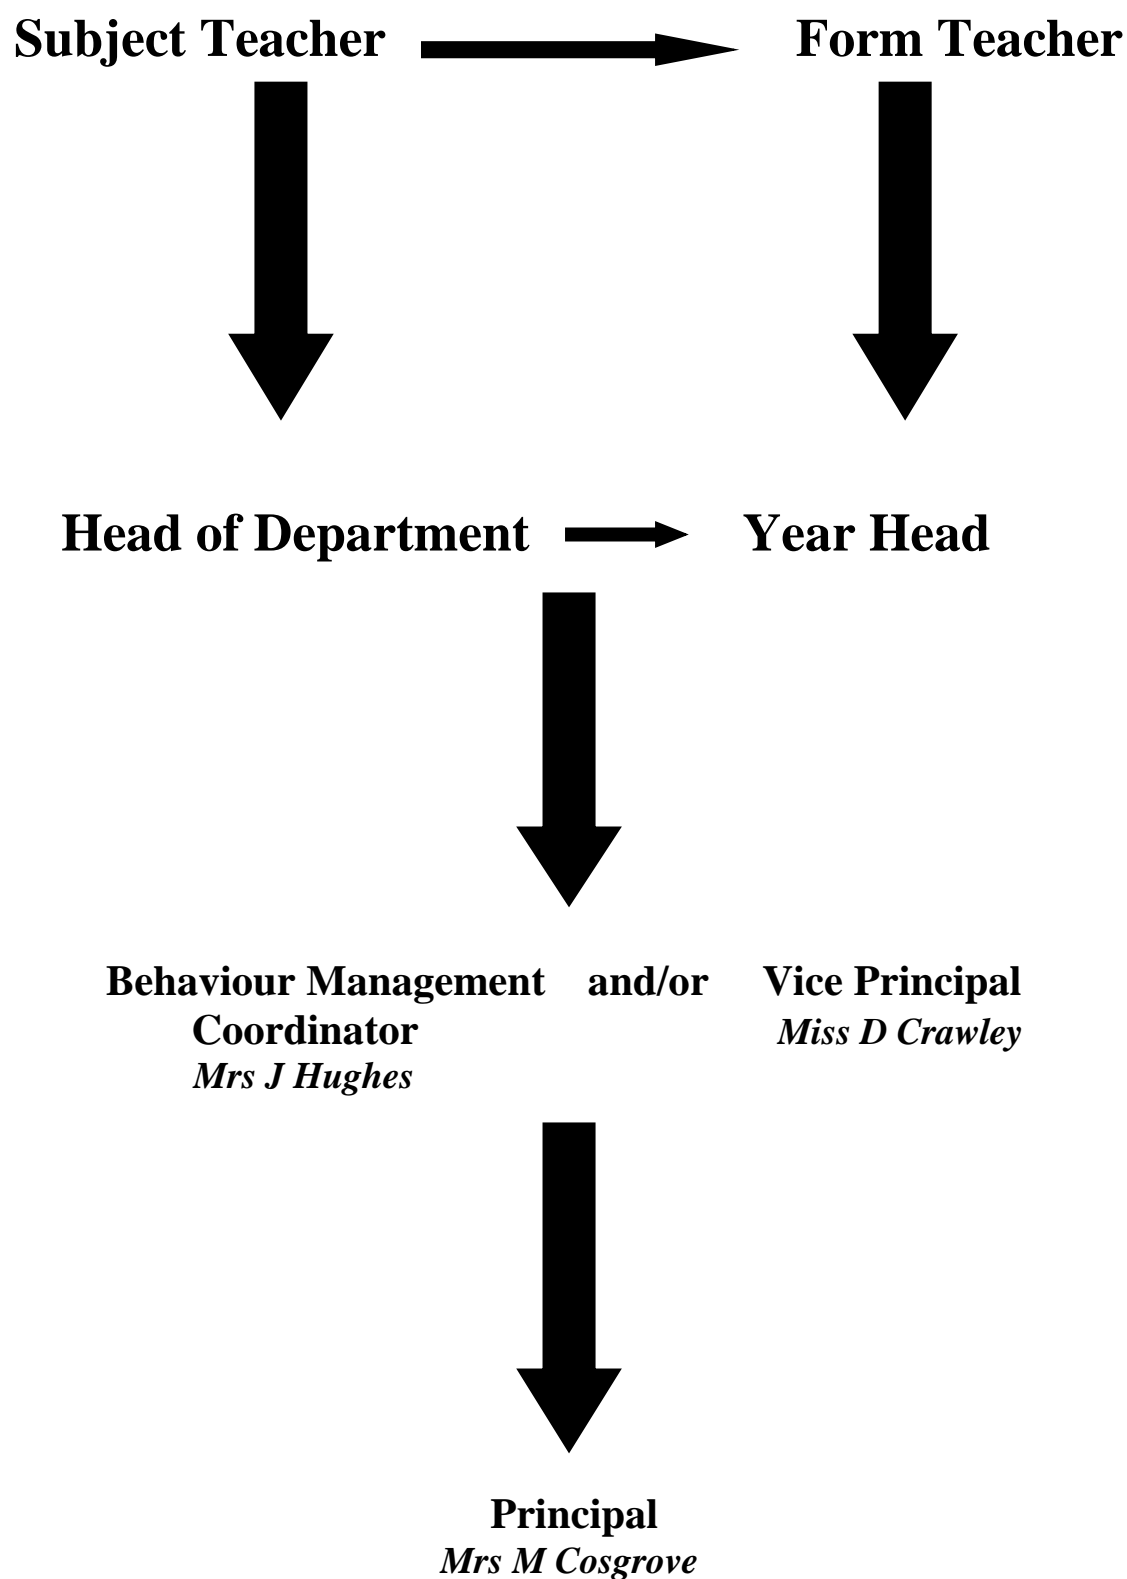 Subject Teacher Form Teacher
Head of Department Year Head
Behaviour Management and/or Vice Principal
Coordinator Miss D Crawley
Mrs J Hughes
Principal
Mrs M Cosgrove